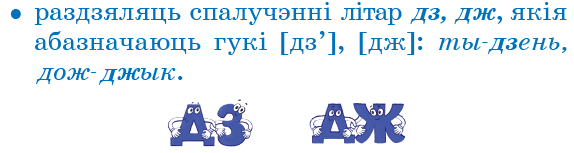 • раздзяляць спалучэнні літар дз, дж, якія
абазначаюць гукі [дз’], [дж]: ты-дзень,
дож-джык.
ДЗ ДЖ